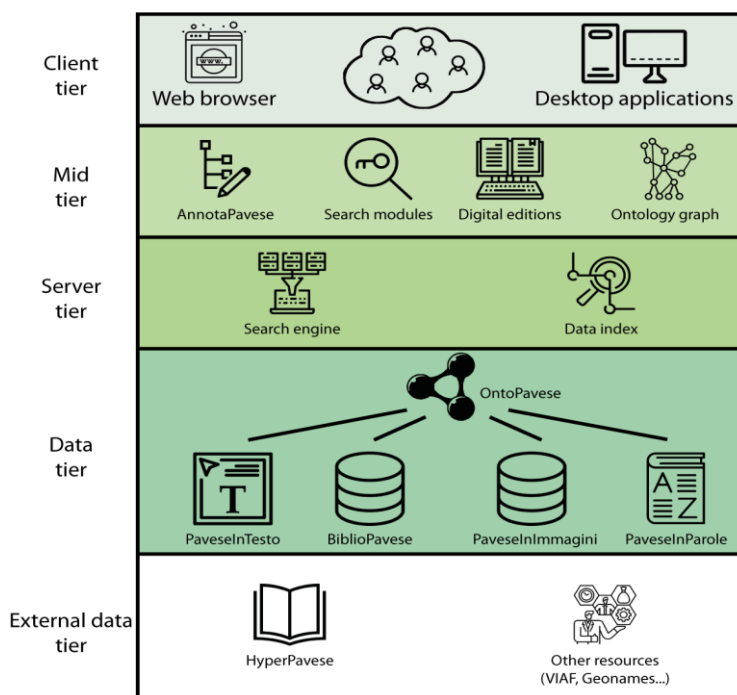 Client
tier
www.
Web browser
Desktop applications
Mid
tier
AnnotaPavese
Search modules
Digital editions
Ontology graph
Server
tier
Search engine
Data index
Data
tier
OntoPavese
T
A
Z
PaveseInTesto
BiblioPavese
PaveseInImmagini
PaveseInParole
External data
tier
HyperPavese
Other resources
(VIAF, Geonames...)